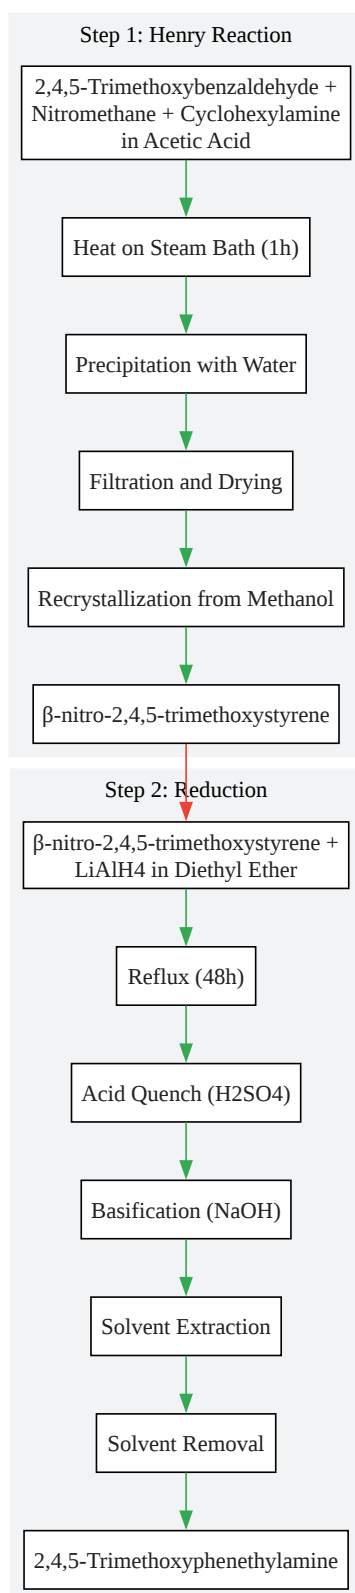 Step 1: Henry Reaction
2,4,5-Trimethoxybenzaldehyde +
Nitromethane + Cyclohexylamine
in Acetic Acid
Heat on Steam Bath (1h)
Precipitation with Water
Filtration and Drying
Recrystallization from Methanol
β-nitro-2,4,5-trimethoxystyrene
Step 2: Reduction
β-nitro-2,4,5-trimethoxystyrene +
LiAlH4 in Diethyl Ether
Reflux (48h)
Acid Quench (H2SO4)
Basification (NaOH)
Solvent Extraction
Solvent Removal
2,4,5-Trimethoxyphenethylamine